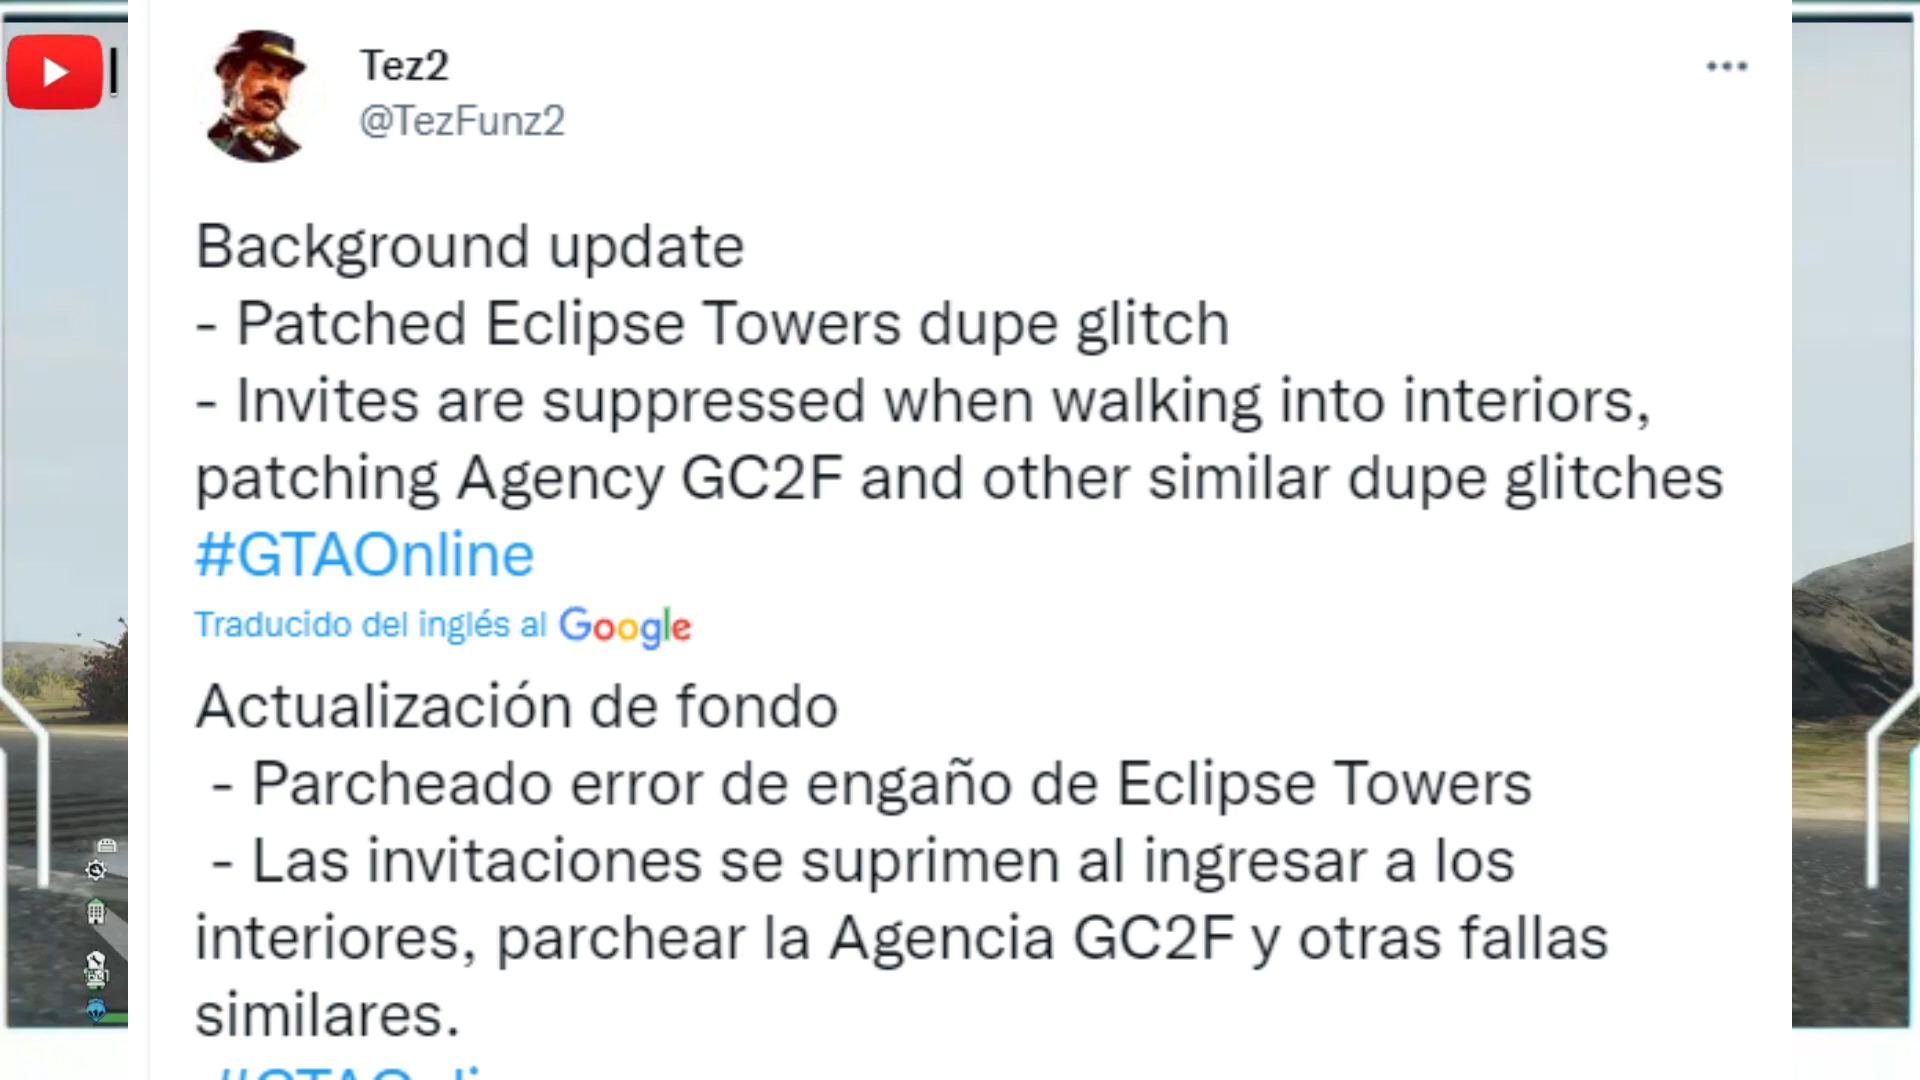 Tez2
@TezFunz2
Background update
- Patched Eclipse Towers dupe glitch
- Invites are suppressed when walking into interiors,
patching Agency GC2F and other similar dupe glitches
#GTAOnline
Traducido del inglés al Google
Actualización de fondo
- Parcheado error de engaño de Eclipse Towers
- Las invitaciones se suprimen al ingresar a los
interiores, parchear la Agencia GC2F y otras fallas
similares.